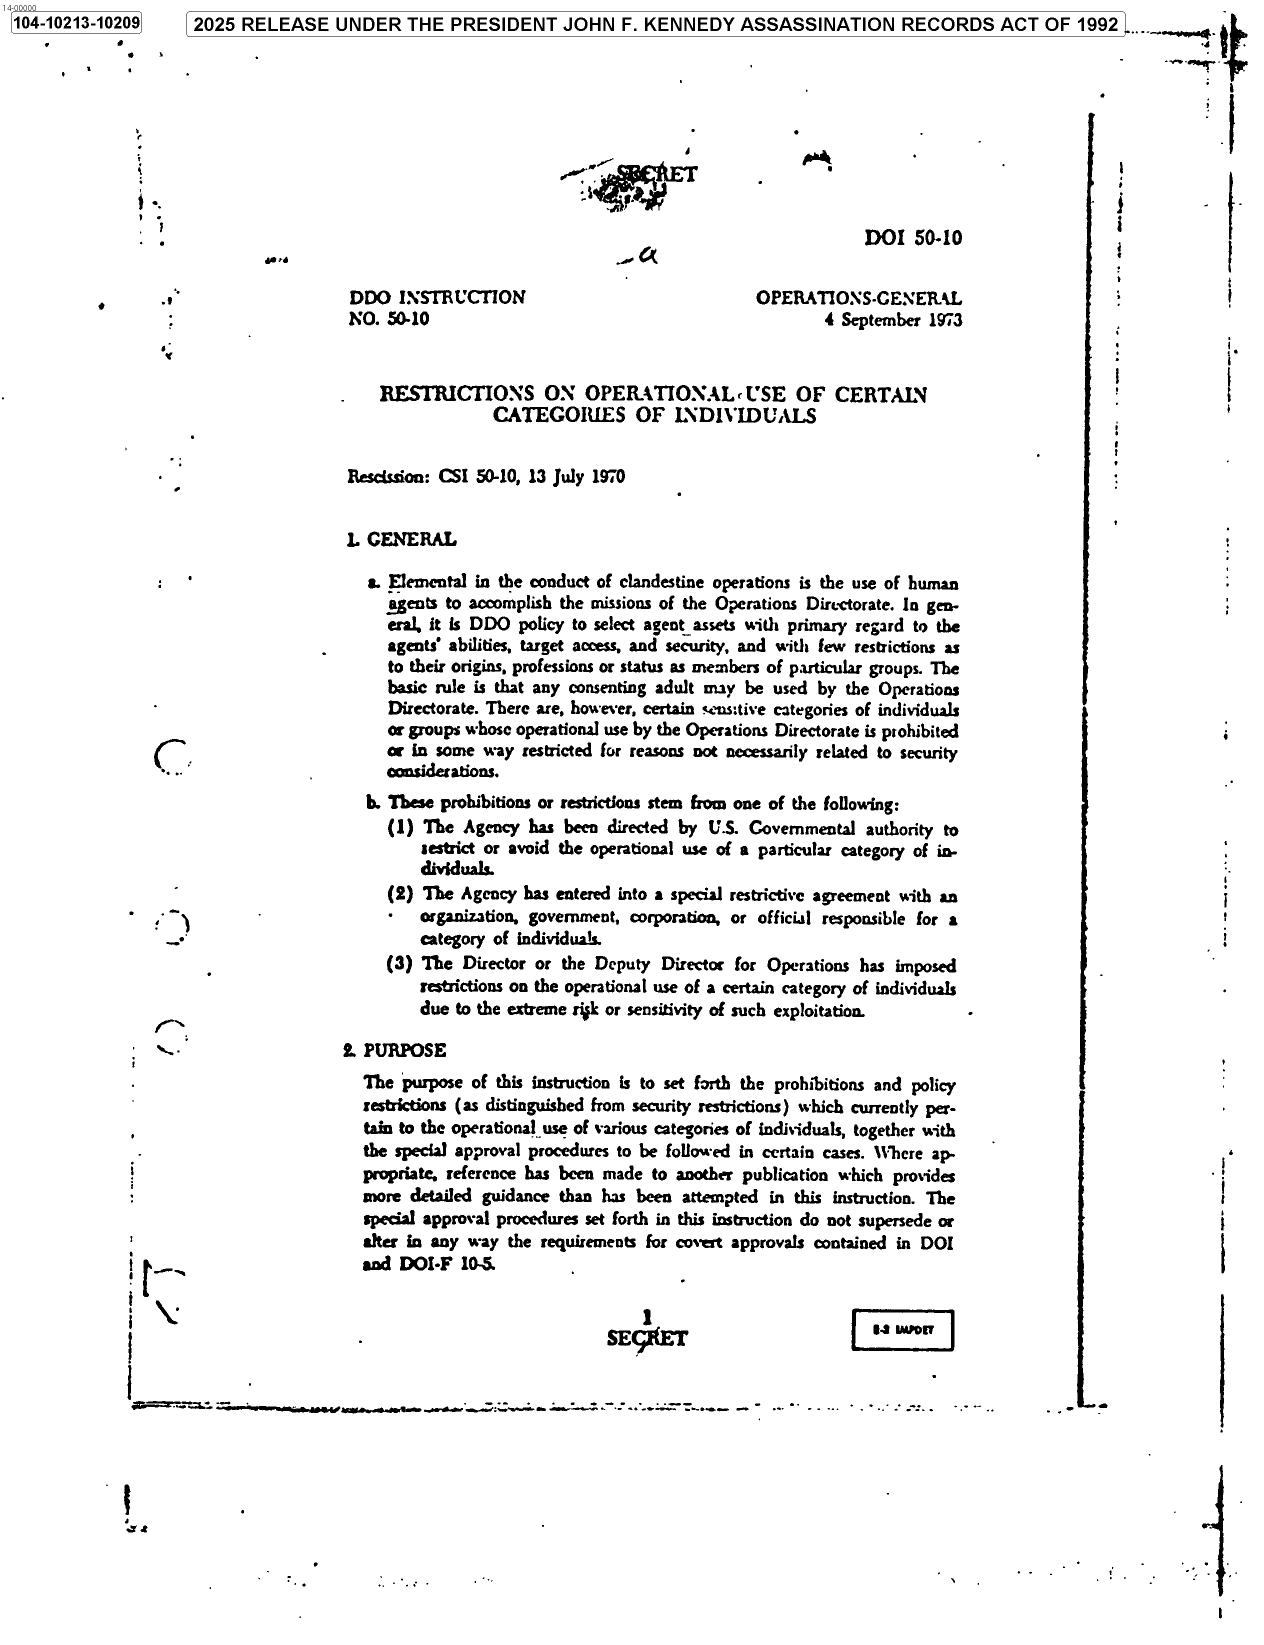 14-00000
104-10213-10209
2025 RELEASE UNDER THE PRESIDENT JOHN F. KENNEDY ASSASSINATION RECORDS ACT OF 1992
SECRET
DOI 50-10
a
DDO INSTRUCTION
NO. 50-10
OPERATIONS-GENERAL
4 September 1973
RESTRICTIONS ON OPERATIONAL USE OF CERTAIN
CATEGORIES OF INDIVIDUALS
Rescission: CSI 50-10, 13 July 1970
1. GENERAL
a. Elemental in the conduct of clandestine operations is the use of human
agents to accomplish the missions of the Operations Directorate. In gen-
eral, it is DDO policy to select agent assets with primary regard to the
agents' abilities, target access, and security, and with few restrictions as
to their origins, professions or status as members of particular groups. The
basic rule is that any consenting adult may be used by the Operations
Directorate. There are, however, certain sensitive categories of individuals
or groups whose operational use by the Operations Directorate is prohibited
or in some way restricted for reasons not necessarily related to security
considerations.
b. These prohibitions or restrictions stem from one of the following:
(1) The Agency has been directed by U.S. Governmental authority to
restrict or avoid the operational use of a particular category of in-
dividuals.
(2) The Agency has entered into a special restrictive agreement with an
organization, government, corporation, or official responsible for a
category of individuals.
(3) The Director or the Deputy Director for Operations has imposed
restrictions on the operational use of a certain category of individuals
due to the extreme risk or sensitivity of such exploitation.
2. PURPOSE
The purpose of this instruction is to set forth the prohibitions and policy
restrictions (as distinguished from security restrictions) which currently per-
tain to the operational use of various categories of individuals, together with
the special approval procedures to be followed in certain cases. Where ap-
propriate, reference has been made to another publication which provides
more detailed guidance than has been attempted in this instruction. The
special approval procedures set forth in this instruction do not supersede or
alter in any way the requirements for covert approvals contained in DOI
and DOI-F 10-5.
1
SECRET
E-2 IMPDET